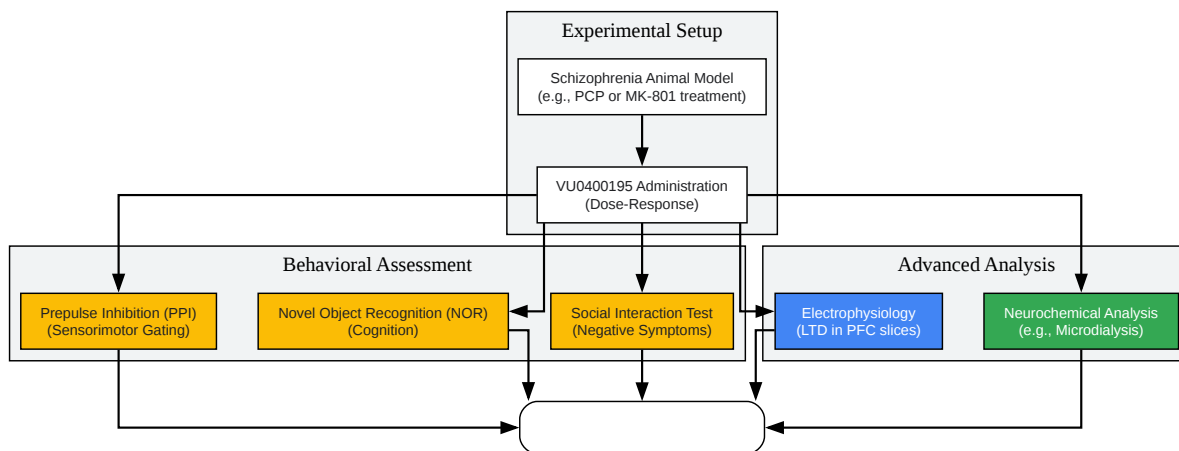 Experimental Setup
Schizophrenia Animal Model
(e.g., PCP or MK-801 treatment)
VU0400195 Administration
(Dose-Response)
Behavioral Assessment
Advanced Analysis
Prepulse Inhibition (PPI)
(Sensorimotor Gating)
Novel Object Recognition (NOR)
(Cognition)
Social Interaction Test
(Negative Symptoms)
Electrophysiology
(LTD in PFC slices)
Neurochemical Analysis
(e.g., Microdialysis)